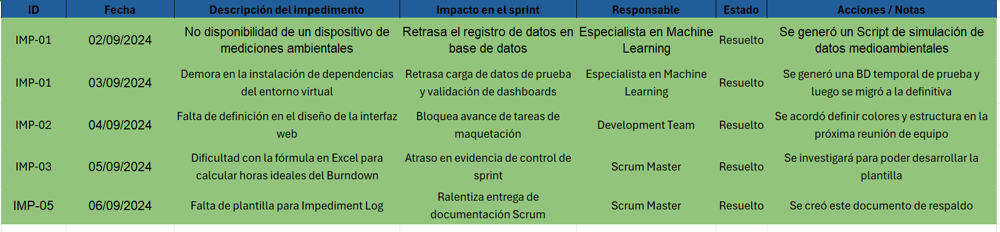 ID Fecha Descripción del impedimento Impacto en el sprint Responsable Estado Acciones / Notas
IMP-01 02/09/2024 No disponibilidad de un dispositivo de mediciones ambientales Retrasa el registro de datos en base de datos Especialista en Machine Learning Resuelto Se generó un Script de simulación de datos medioambientales
IMP-01 03/09/2024 Demora en la instalación de dependencias del entorno virtual Retrasa carga de datos de prueba y validación de dashboards Especialista en Machine Learning Resuelto Se generó una BD temporal de prueba y luego se migró a la definitiva
IMP-02 04/09/2024 Falta de definición en el diseño de la interfaz web Bloquea avance de tareas de maquetación Development Team Resuelto Se acordó definir colores y estructura en la próxima reunión de equipo
IMP-03 05/09/2024 Dificultad con la fórmula en Excel para calcular horas ideales del Burndown Atraso en evidencia de control de sprint Scrum Master Resuelto Se investigará para poder desarrollar la plantilla
IMP-05 06/09/2024 Falta de plantilla para Impediment Log Ralentiza entrega de documentación Scrum Scrum Master Resuelto Se creó este documento de respaldo